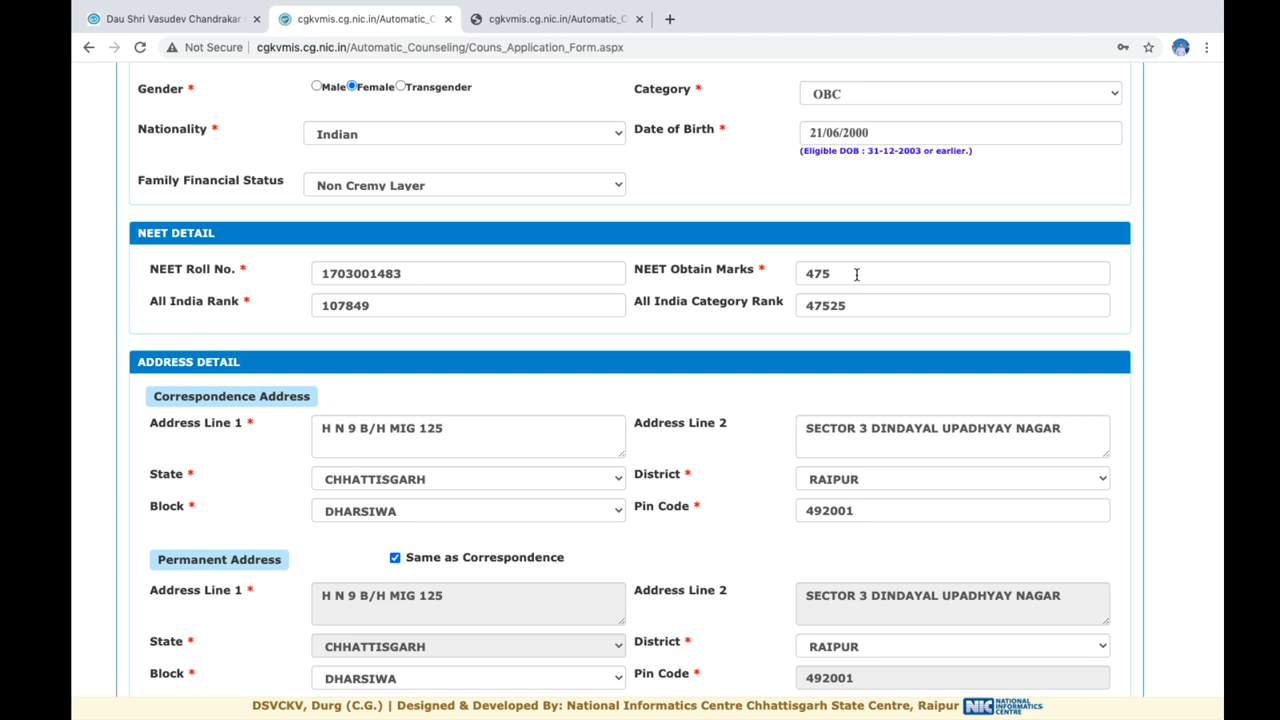 Dau Shri Vasudev Chandrakar
cgkvmis.cg.nic.in/Automatic_C
cgkvmis.cg.nic.in/Automatic_C
Not Secure cgkvmis.cg.nic.in/Automatic_Counseling/Couns_Application_Form.aspx
Gender * Male Female Transgender Category * OBC
Nationality * Indian Date of Birth * 21/06/2000
(Eligible DOB : 31-12-2003 or earlier.)
Family Financial Status Non Cremy Layer
NEET DETAIL
NEET Roll No. * 1703001483 NEET Obtain Marks * 475
All India Rank * 107849 All India Category Rank 47525
ADDRESS DETAIL
Correspondence Address
Address Line 1 * H N 9 B/H MIG 125 Address Line 2 SECTOR 3 DINDAYAL UPADHYAY NAGAR
State * CHHATTISGARH District * RAIPUR
Block * DHARSIWA Pin Code * 492001
Permanent Address Same as Correspondence
Address Line 1 * H N 9 B/H MIG 125 Address Line 2 SECTOR 3 DINDAYAL UPADHYAY NAGAR
State * CHHATTISGARH District * RAIPUR
Block * DHARSIWA Pin Code * 492001
DSVCKV, Durg (C.G.) | Designed & Developed By: National Informatics Centre Chhattisgarh State Centre, Raipur NIC NATIONAL INFORMATICS CENTRE